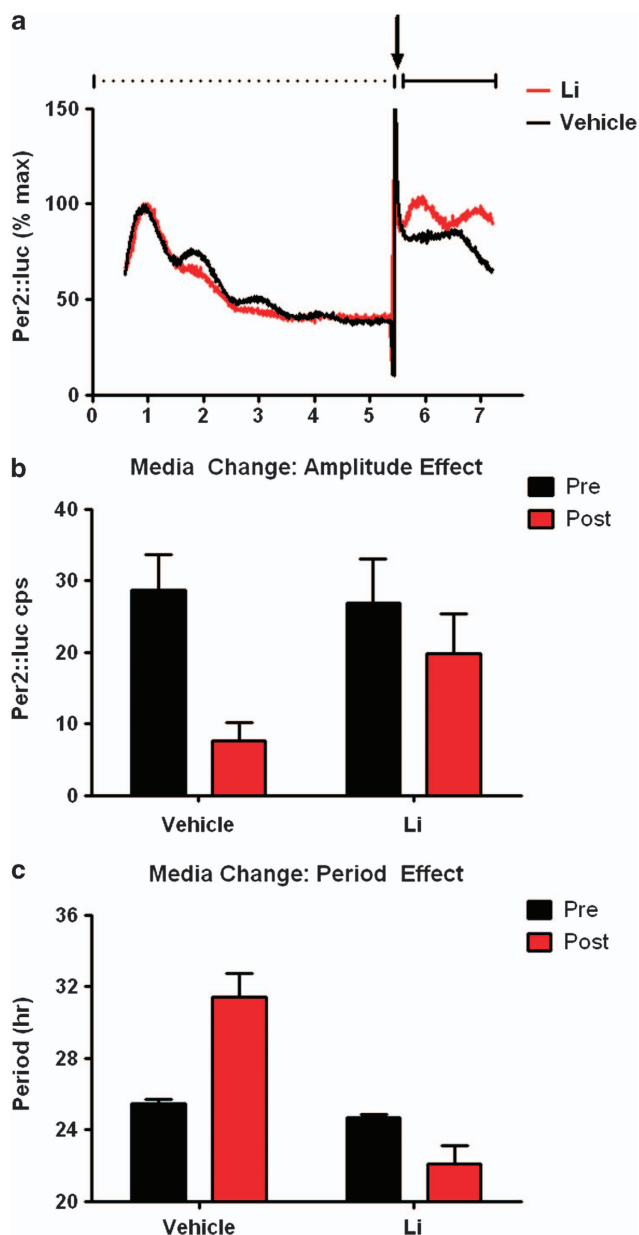 a
Li
Vehicle
Per2::luc (% max)
150
100
50
0
0 1 2 3 4 5 6 7
b
Media Change: Amplitude Effect
Pre
Post
Per2::luc cps
40
30
20
10
0
Vehicle Li
c
Media Change: Period Effect
Pre
Post
Period (hr)
36
32
28
24
20
Vehicle Li